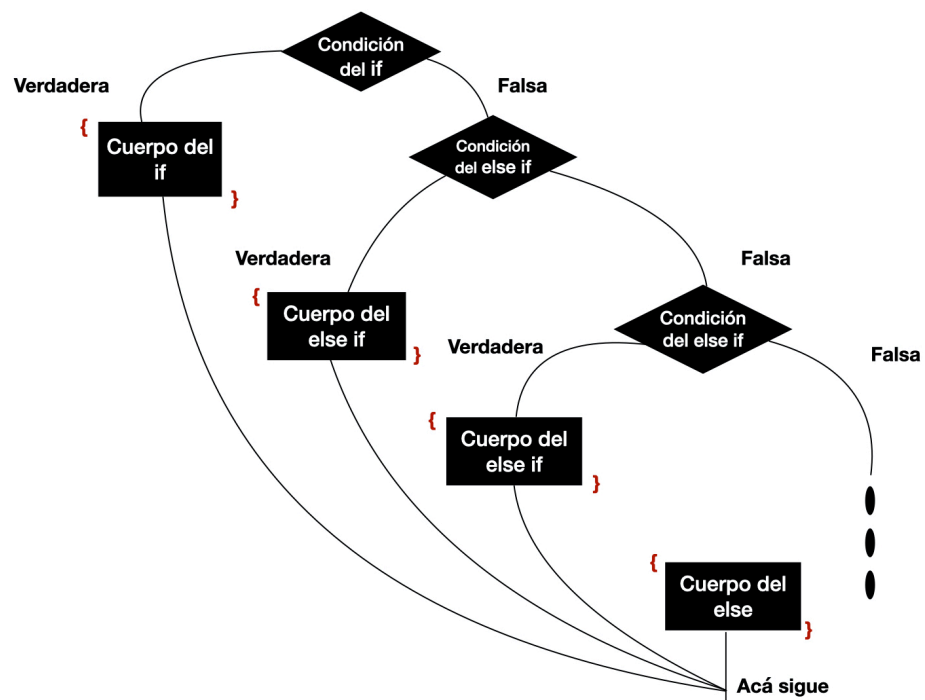 Condición
del if
Verdadera
Falsa
{
Cuerpo del
if
}
Condición
del else if
Verdadera
Falsa
{
Cuerpo del
else if
}
Condición
del else if
Verdadera
Falsa
{
Cuerpo del
else if
}
{
Cuerpo del
else
}
Acá sigue